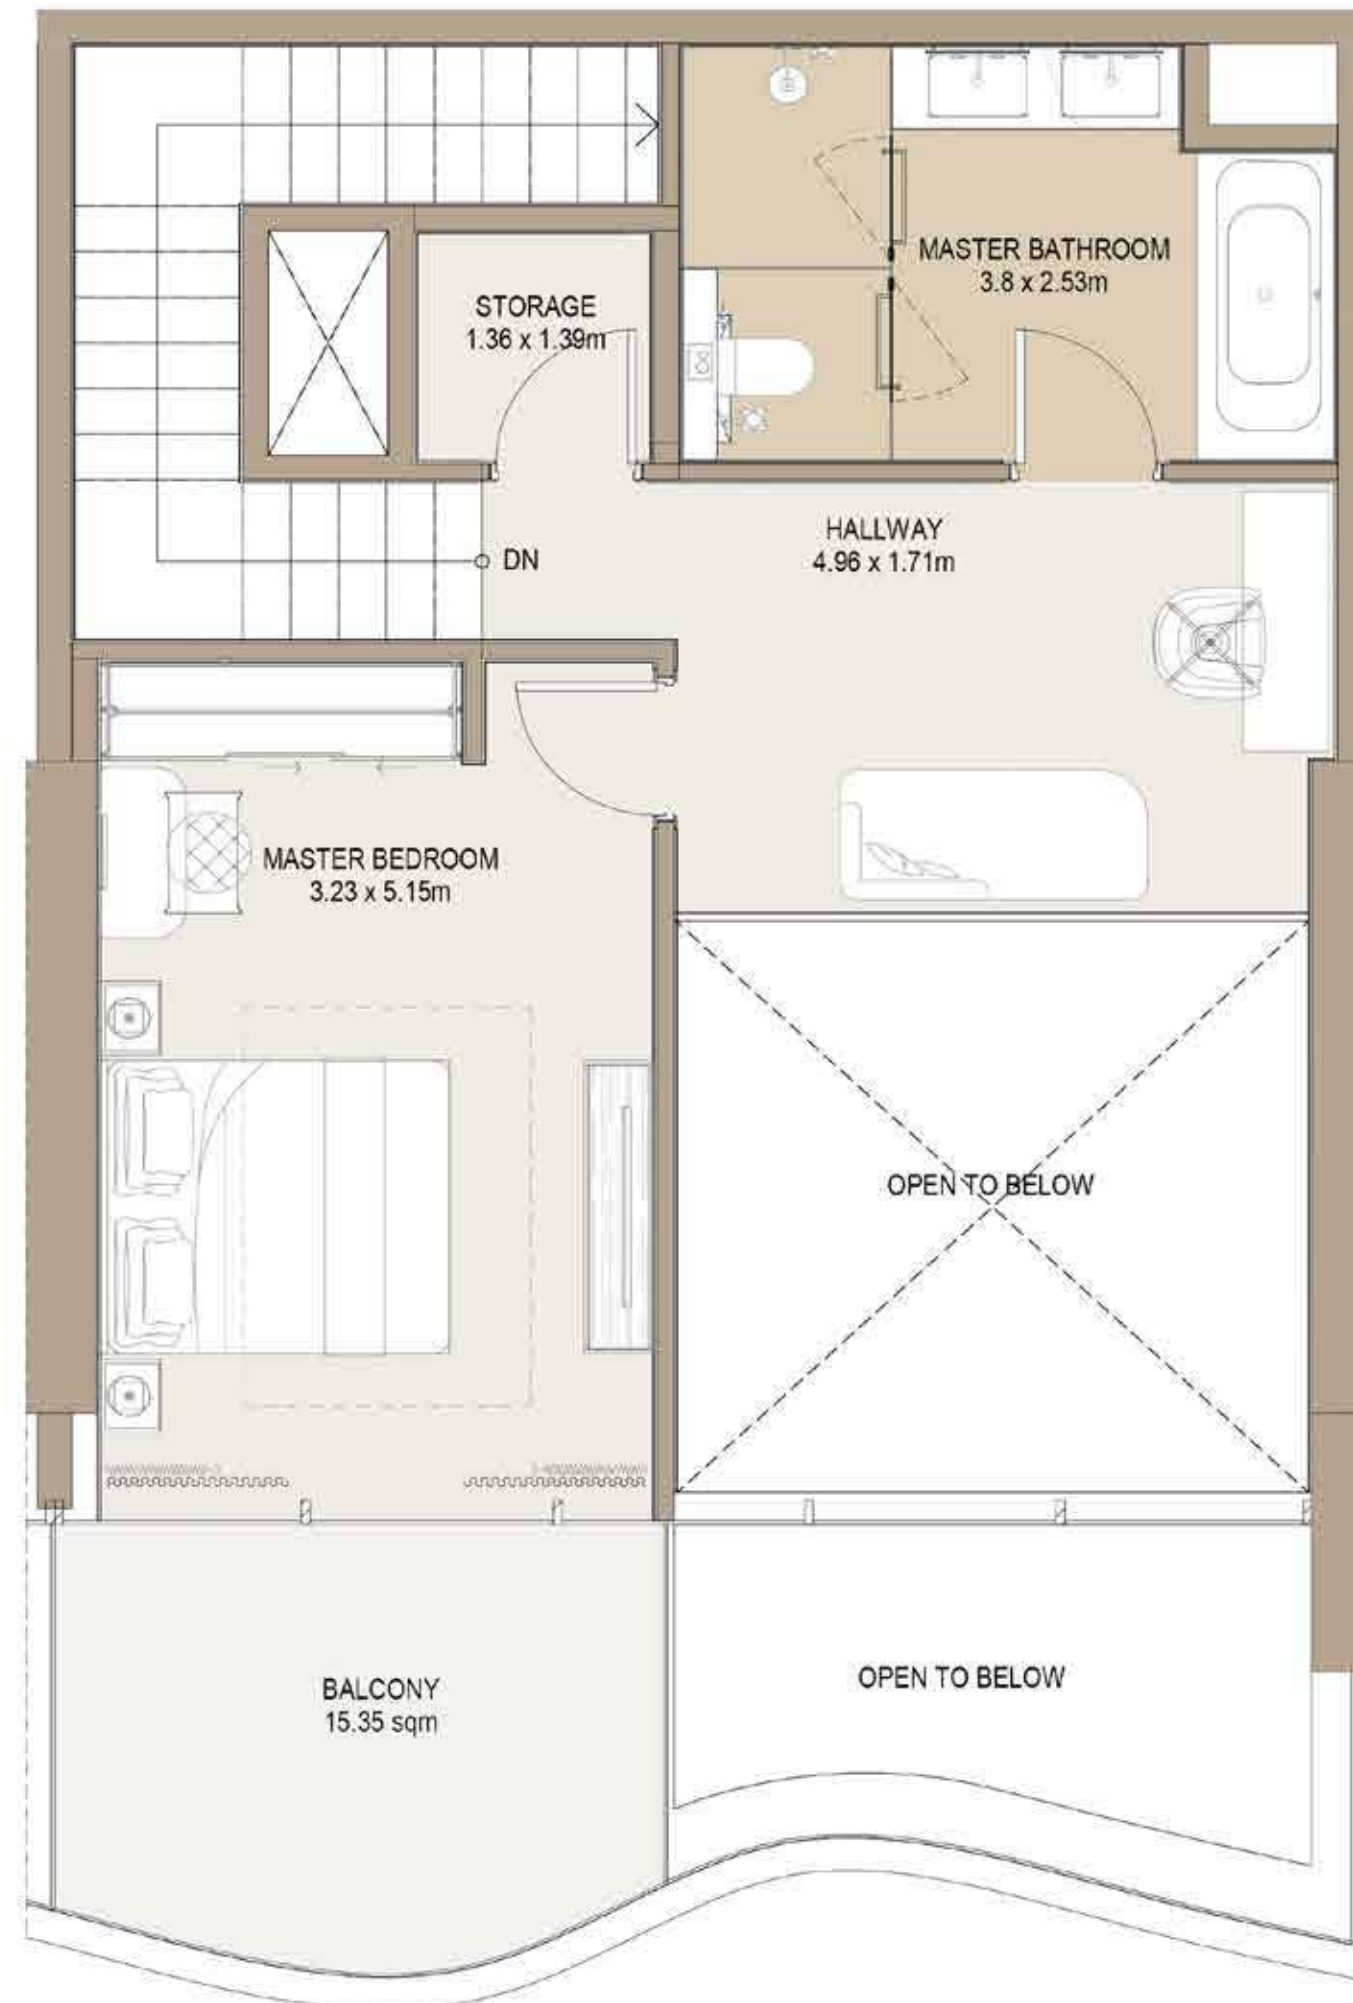 MASTER BATHROOM
3.8 x 2.53m
STORAGE
1.36 x 1.39m
HALLWAY
4.96 x 1.71m
DN
MASTER BEDROOM
3.23 x 5.15m
OPEN TO BELOW
BALCONY
15.35 sqm
OPEN TO BELOW